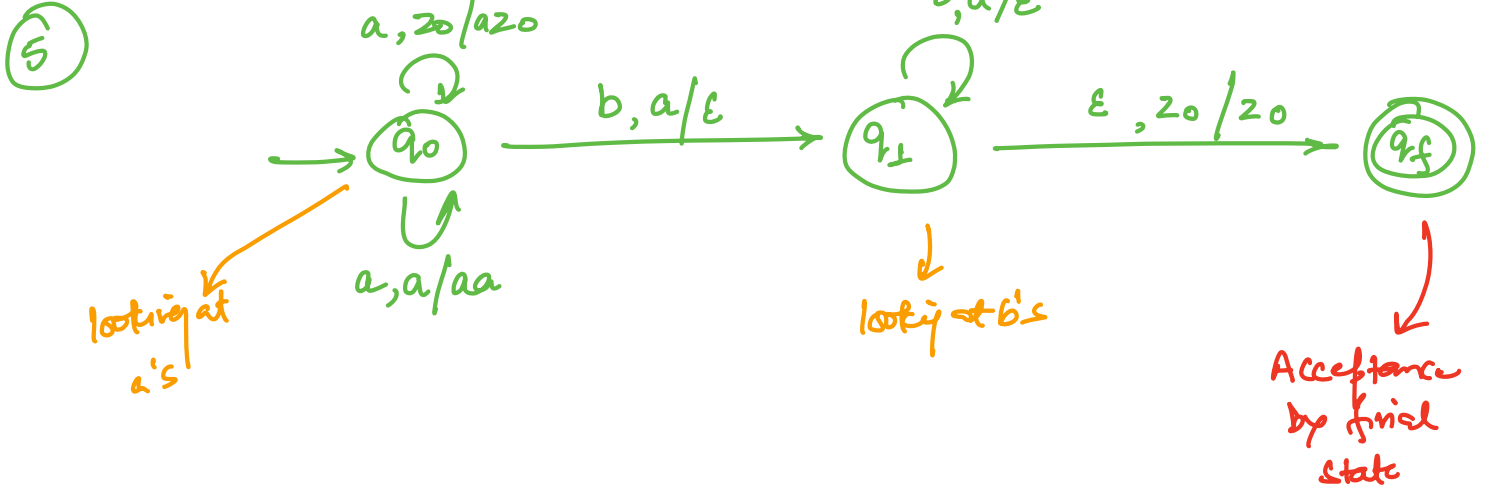 5
a, z0/az0
b, a/ε
q0
b, a/ε
q1
ε, z0/z0
qf
a, a/aa
looking at
a's
looking at b's
Acceptance
by final
state